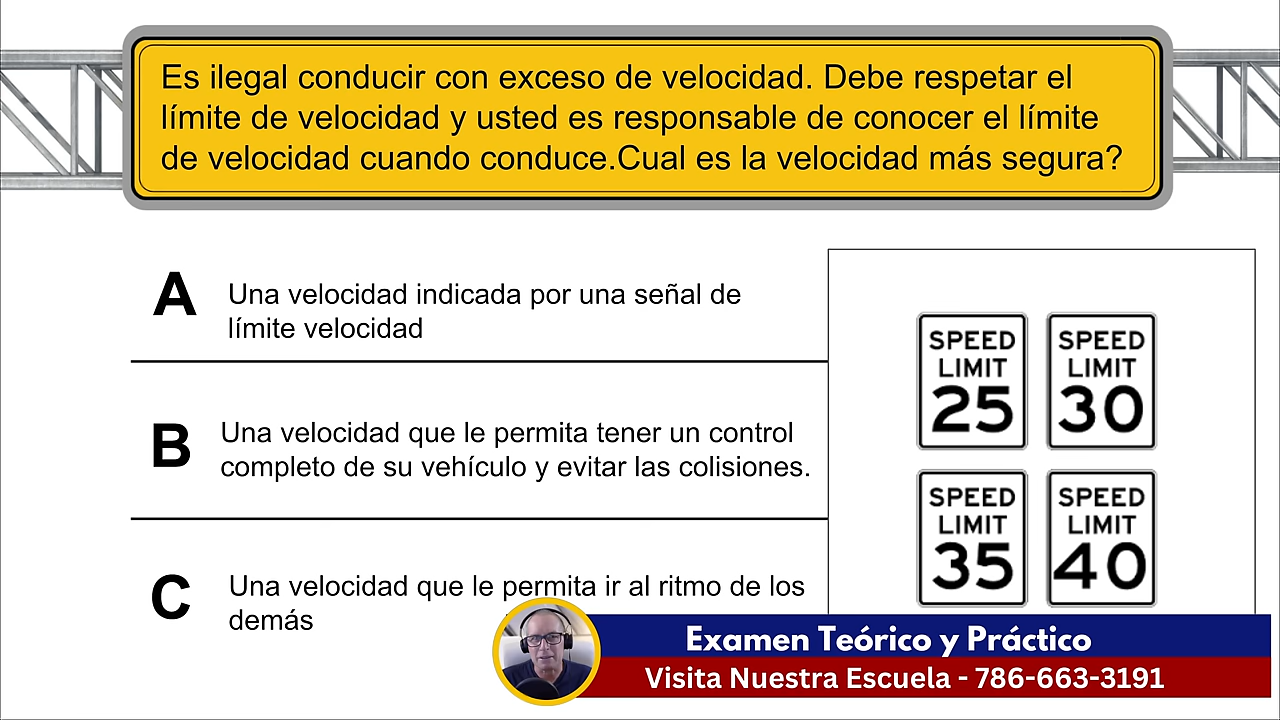 Es ilegal conducir con exceso de velocidad. Debe respetar el
límite de velocidad y usted es responsable de conocer el límite
de velocidad cuando conduce.Cual es la velocidad más segura?
A
Una velocidad indicada por una señal de
límite velocidad
B
Una velocidad que le permita tener un control
completo de su vehículo y evitar las colisiones.
C
Una velocidad que le permita ir al ritmo de los
demás
SPEED
LIMIT
25
SPEED
LIMIT
30
SPEED
LIMIT
35
SPEED
LIMIT
40
Examen Teórico y Práctico
Visita Nuestra Escuela - 786-663-3191